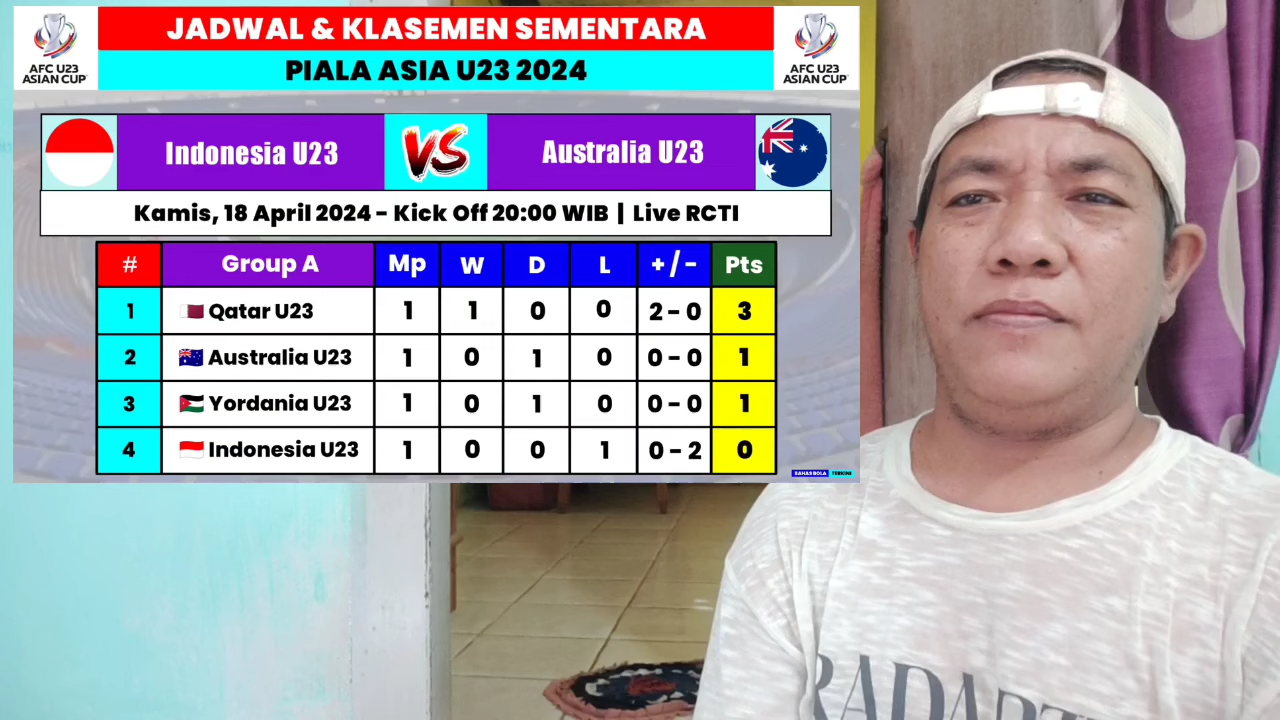 JADWAL & KLASEMEN SEMENTARA
PIALA ASIA U23 2024
AFC U23
ASIAN CUP
AFC U23
ASIAN CUP
Indonesia U23 VS Australia U23
Kamis, 18 April 2024 - Kick Off 20:00 WIB | Live RCTI
# Group A Mp W D L +/- Pts
1 Qatar U23 1 1 0 0 2-0 3
2 Australia U23 1 0 1 0 0-0 1
3 Yordania U23 1 0 1 0 0-0 1
4 Indonesia U23 1 0 0 1 0-2 0
BAHAS BOLA TERKINI